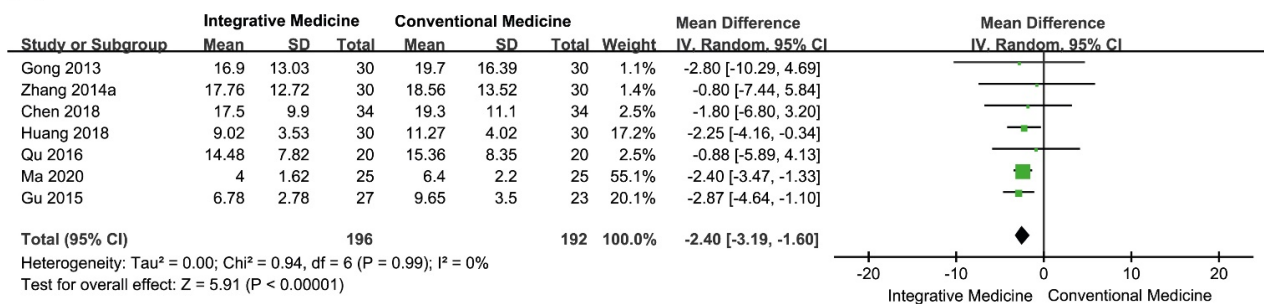 Integrative Medicine Conventional Medicine Mean Difference Mean Difference
Study or Subgroup Mean SD Total Mean SD Total Weight IV. Random. 95% CI IV. Random. 95% CI
Gong 2013 16.9 13.03 30 19.7 16.39 30 1.1% -2.80 [-10.29, 4.69]
Zhang 2014a 17.76 12.72 30 18.56 13.52 30 1.4% -0.80 [-7.44, 5.84]
Chen 2018 17.5 9.9 34 19.3 11.1 34 2.5% -1.80 [-6.80, 3.20]
Huang 2018 9.02 3.53 30 11.27 4.02 30 17.2% -2.25 [-4.16, -0.34]
Qu 2016 14.48 7.82 20 15.36 8.35 20 2.5% -0.88 [-5.89, 4.13]
Ma 2020 4 1.62 25 6.4 2.2 25 55.1% -2.40 [-3.47, -1.33]
Gu 2015 6.78 2.78 27 9.65 3.5 23 20.1% -2.87 [-4.64, -1.10]
Total (95% CI) 196 192 100.0% -2.40 [-3.19, -1.60]
Heterogeneity: Tau² = 0.00; Chi² = 0.94, df = 6 (P = 0.99); I² = 0%
Test for overall effect: Z = 5.91 (P < 0.00001)
-20 -10 0 10 20
Integrative Medicine Conventional Medicine